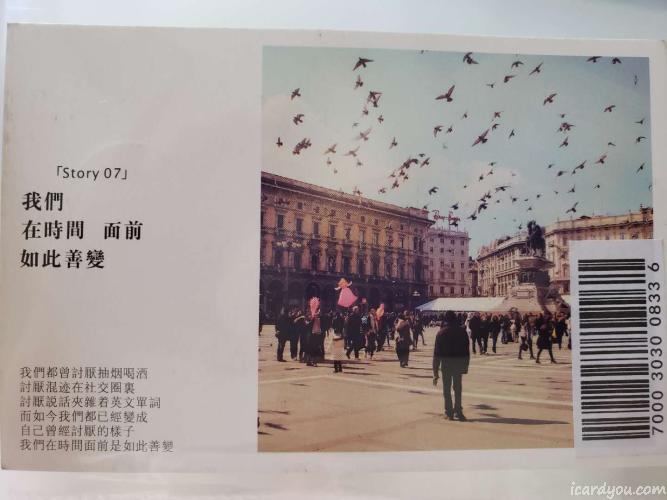 「Story 07」
我們
在時間 面前
如此善變
我們都曾討厭抽烟喝酒
討厭混迹在社交圈裏
討厭説話夾雜着英文單詞
而如今我們都已經變成
自己曾經討厭的樣子
我們在時間面前是如此善變
7000 3030 0833 6
icardyou.com